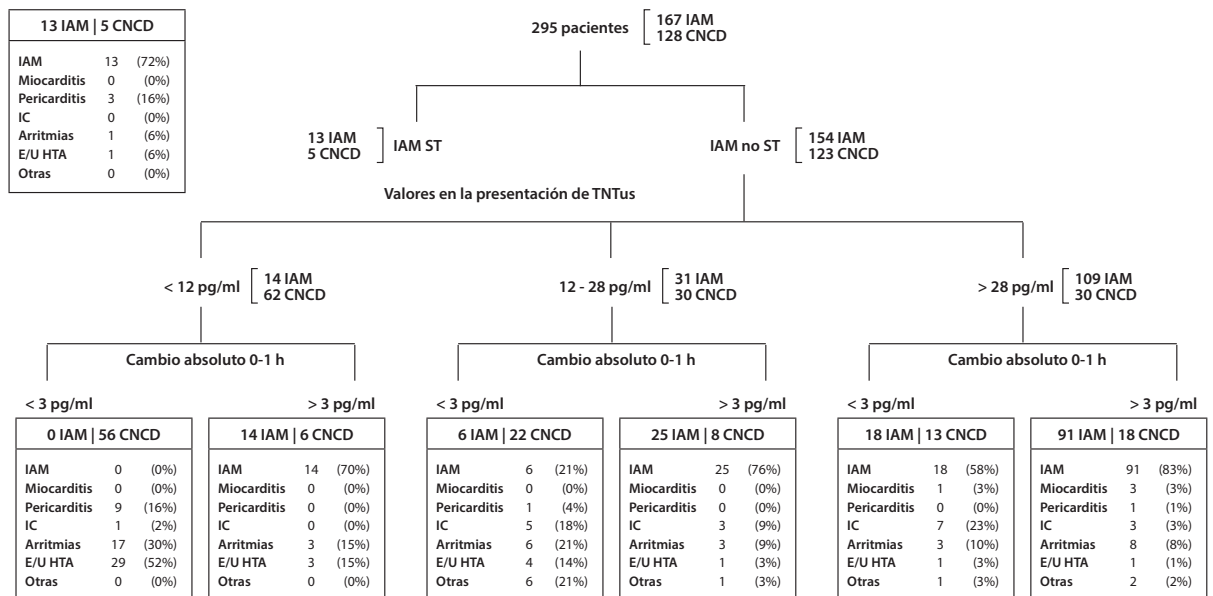 13 IAM | 5 CNCD
IAM 13 (72%)
Miocarditis 0 (0%)
Pericarditis 3 (16%)
IC 0 (0%)
Arritmias 1 (6%)
E/U HTA 1 (6%)
Otras 0 (0%)
295 pacientes
167 IAM
128 CNCD
13 IAM
5 CNCD
IAM ST
IAM no ST
154 IAM
123 CNCD
Valores en la presentación de TNTus
< 12 pg/ml
14 IAM
62 CNCD
12 - 28 pg/ml
31 IAM
30 CNCD
> 28 pg/ml
109 IAM
30 CNCD
Cambio absoluto 0-1 h
< 3 pg/ml
> 3 pg/ml
0 IAM | 56 CNCD
IAM 0 (0%)
Miocarditis 0 (0%)
Pericarditis 9 (16%)
IC 1 (2%)
Arritmias 17 (30%)
E/U HTA 29 (52%)
Otras 0 (0%)
14 IAM | 6 CNCD
IAM 14 (70%)
Miocarditis 0 (0%)
Pericarditis 0 (0%)
IC 0 (0%)
Arritmias 3 (15%)
E/U HTA 3 (15%)
Otras 0 (0%)
Cambio absoluto 0-1 h
< 3 pg/ml
> 3 pg/ml
6 IAM | 22 CNCD
IAM 6 (21%)
Miocarditis 0 (0%)
Pericarditis 1 (4%)
IC 5 (18%)
Arritmias 6 (21%)
E/U HTA 4 (14%)
Otras 6 (21%)
25 IAM | 8 CNCD
IAM 25 (76%)
Miocarditis 0 (0%)
Pericarditis 0 (0%)
IC 3 (9%)
Arritmias 3 (9%)
E/U HTA 1 (3%)
Otras 1 (3%)
Cambio absoluto 0-1 h
< 3 pg/ml
> 3 pg/ml
18 IAM | 13 CNCD
IAM 18 (58%)
Miocarditis 1 (3%)
Pericarditis 0 (0%)
IC 7 (23%)
Arritmias 3 (10%)
E/U HTA 1 (3%)
Otras 1 (3%)
91 IAM | 18 CNCD
IAM 91 (83%)
Miocarditis 3 (3%)
Pericarditis 1 (1%)
IC 3 (3%)
Arritmias 8 (8%)
E/U HTA 1 (1%)
Otras 2 (2%)